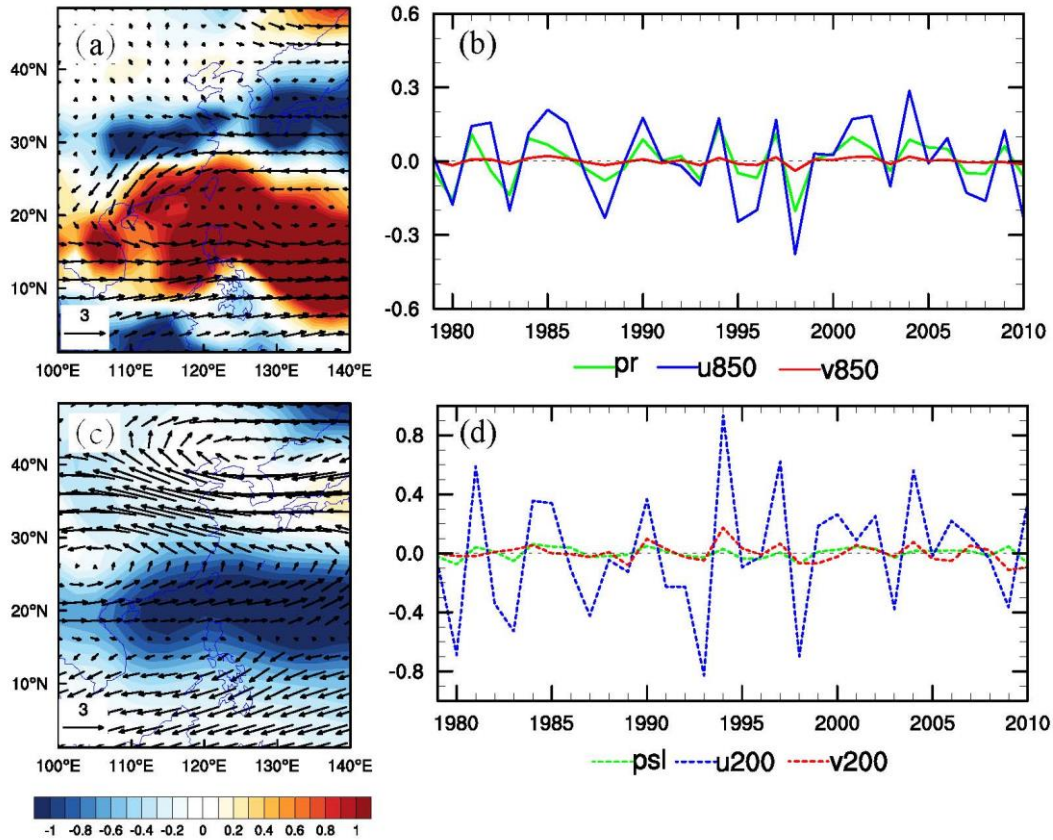 (a)
40°N
30°N
20°N
10°N
3
100°E 110°E 120°E 130°E 140°E
(b)
0.6
0.3
0.0
-0.3
-0.6
1980 1985 1990 1995 2000 2005 2010
pr u850 v850
(c)
40°N
30°N
20°N
10°N
3
100°E 110°E 120°E 130°E 140°E
-1 -0.8 -0.6 -0.4 -0.2 0 0.2 0.4 0.6 0.8 1
(d)
0.8
0.4
0.0
-0.4
-0.8
1980 1985 1990 1995 2000 2005 2010
psl u200 v200